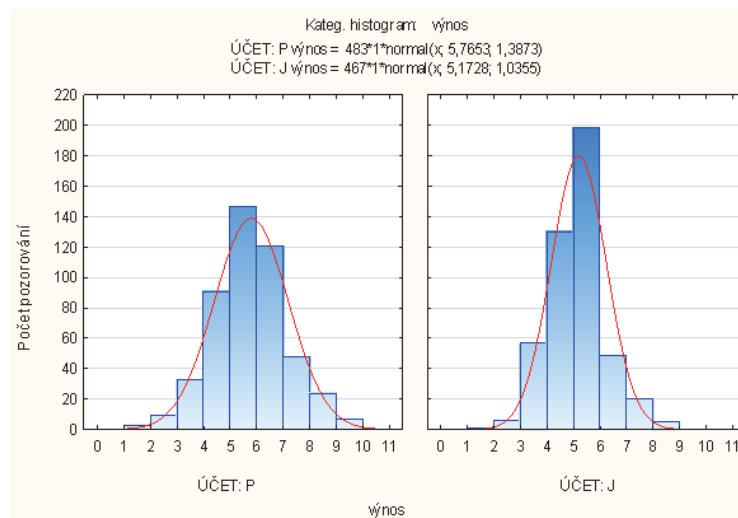 Kateg. histogram: výnos
ÚČET: P výnos = 483*1*normal(x; 5,7653; 1,3873)
ÚČET: J výnos = 467*1*normal(x; 5,1728; 1,0355)
Počet pozorování
220
200
180
160
140
120
100
80
60
40
20
0
0 1 2 3 4 5 6 7 8 9 10 11
0 1 2 3 4 5 6 7 8 9 10 11
ÚČET: P
ÚČET: J
výnos